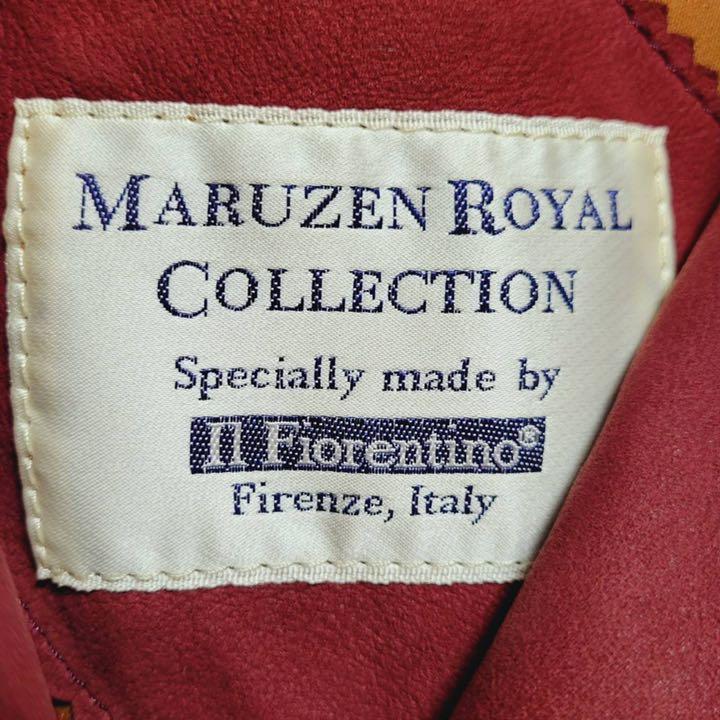 MARUZEN ROYAL
COLLECTION
Specially made by
Il Fiorentino®
Firenze, Italy